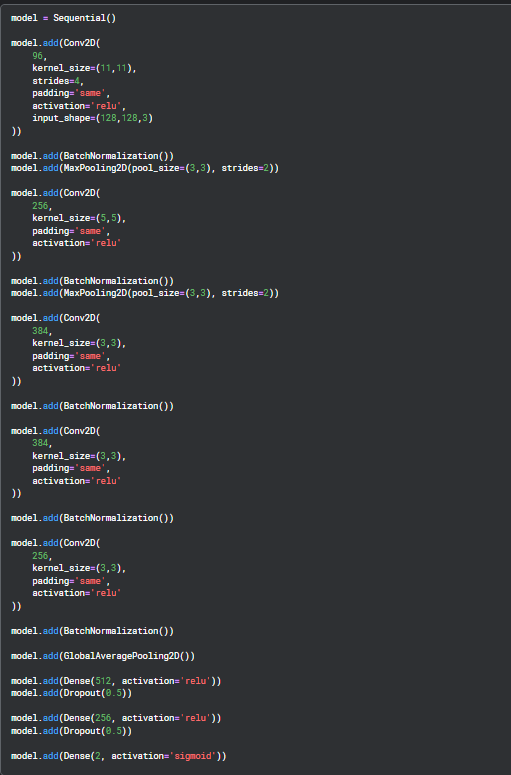 model = Sequential()
model.add(Conv2D(
96,
kernel_size=(11,11),
strides=4,
padding='same',
activation='relu',
input_shape=(128,128,3)
))
model.add(BatchNormalization())
model.add(MaxPooling2D(pool_size=(3,3), strides=2))
model.add(Conv2D(
256,
kernel_size=(5,5),
padding='same',
activation='relu'
))
model.add(BatchNormalization())
model.add(MaxPooling2D(pool_size=(3,3), strides=2))
model.add(Conv2D(
384,
kernel_size=(3,3),
padding='same',
activation='relu'
))
model.add(BatchNormalization())
model.add(Conv2D(
384,
kernel_size=(3,3),
padding='same',
activation='relu'
))
model.add(BatchNormalization())
model.add(Conv2D(
256,
kernel_size=(3,3),
padding='same',
activation='relu'
))
model.add(BatchNormalization())
model.add(GlobalAveragePooling2D())
model.add(Dense(512, activation='relu'))
model.add(Dropout(0.5))
model.add(Dense(256, activation='relu'))
model.add(Dropout(0.5))
model.add(Dense(2, activation='sigmoid'))